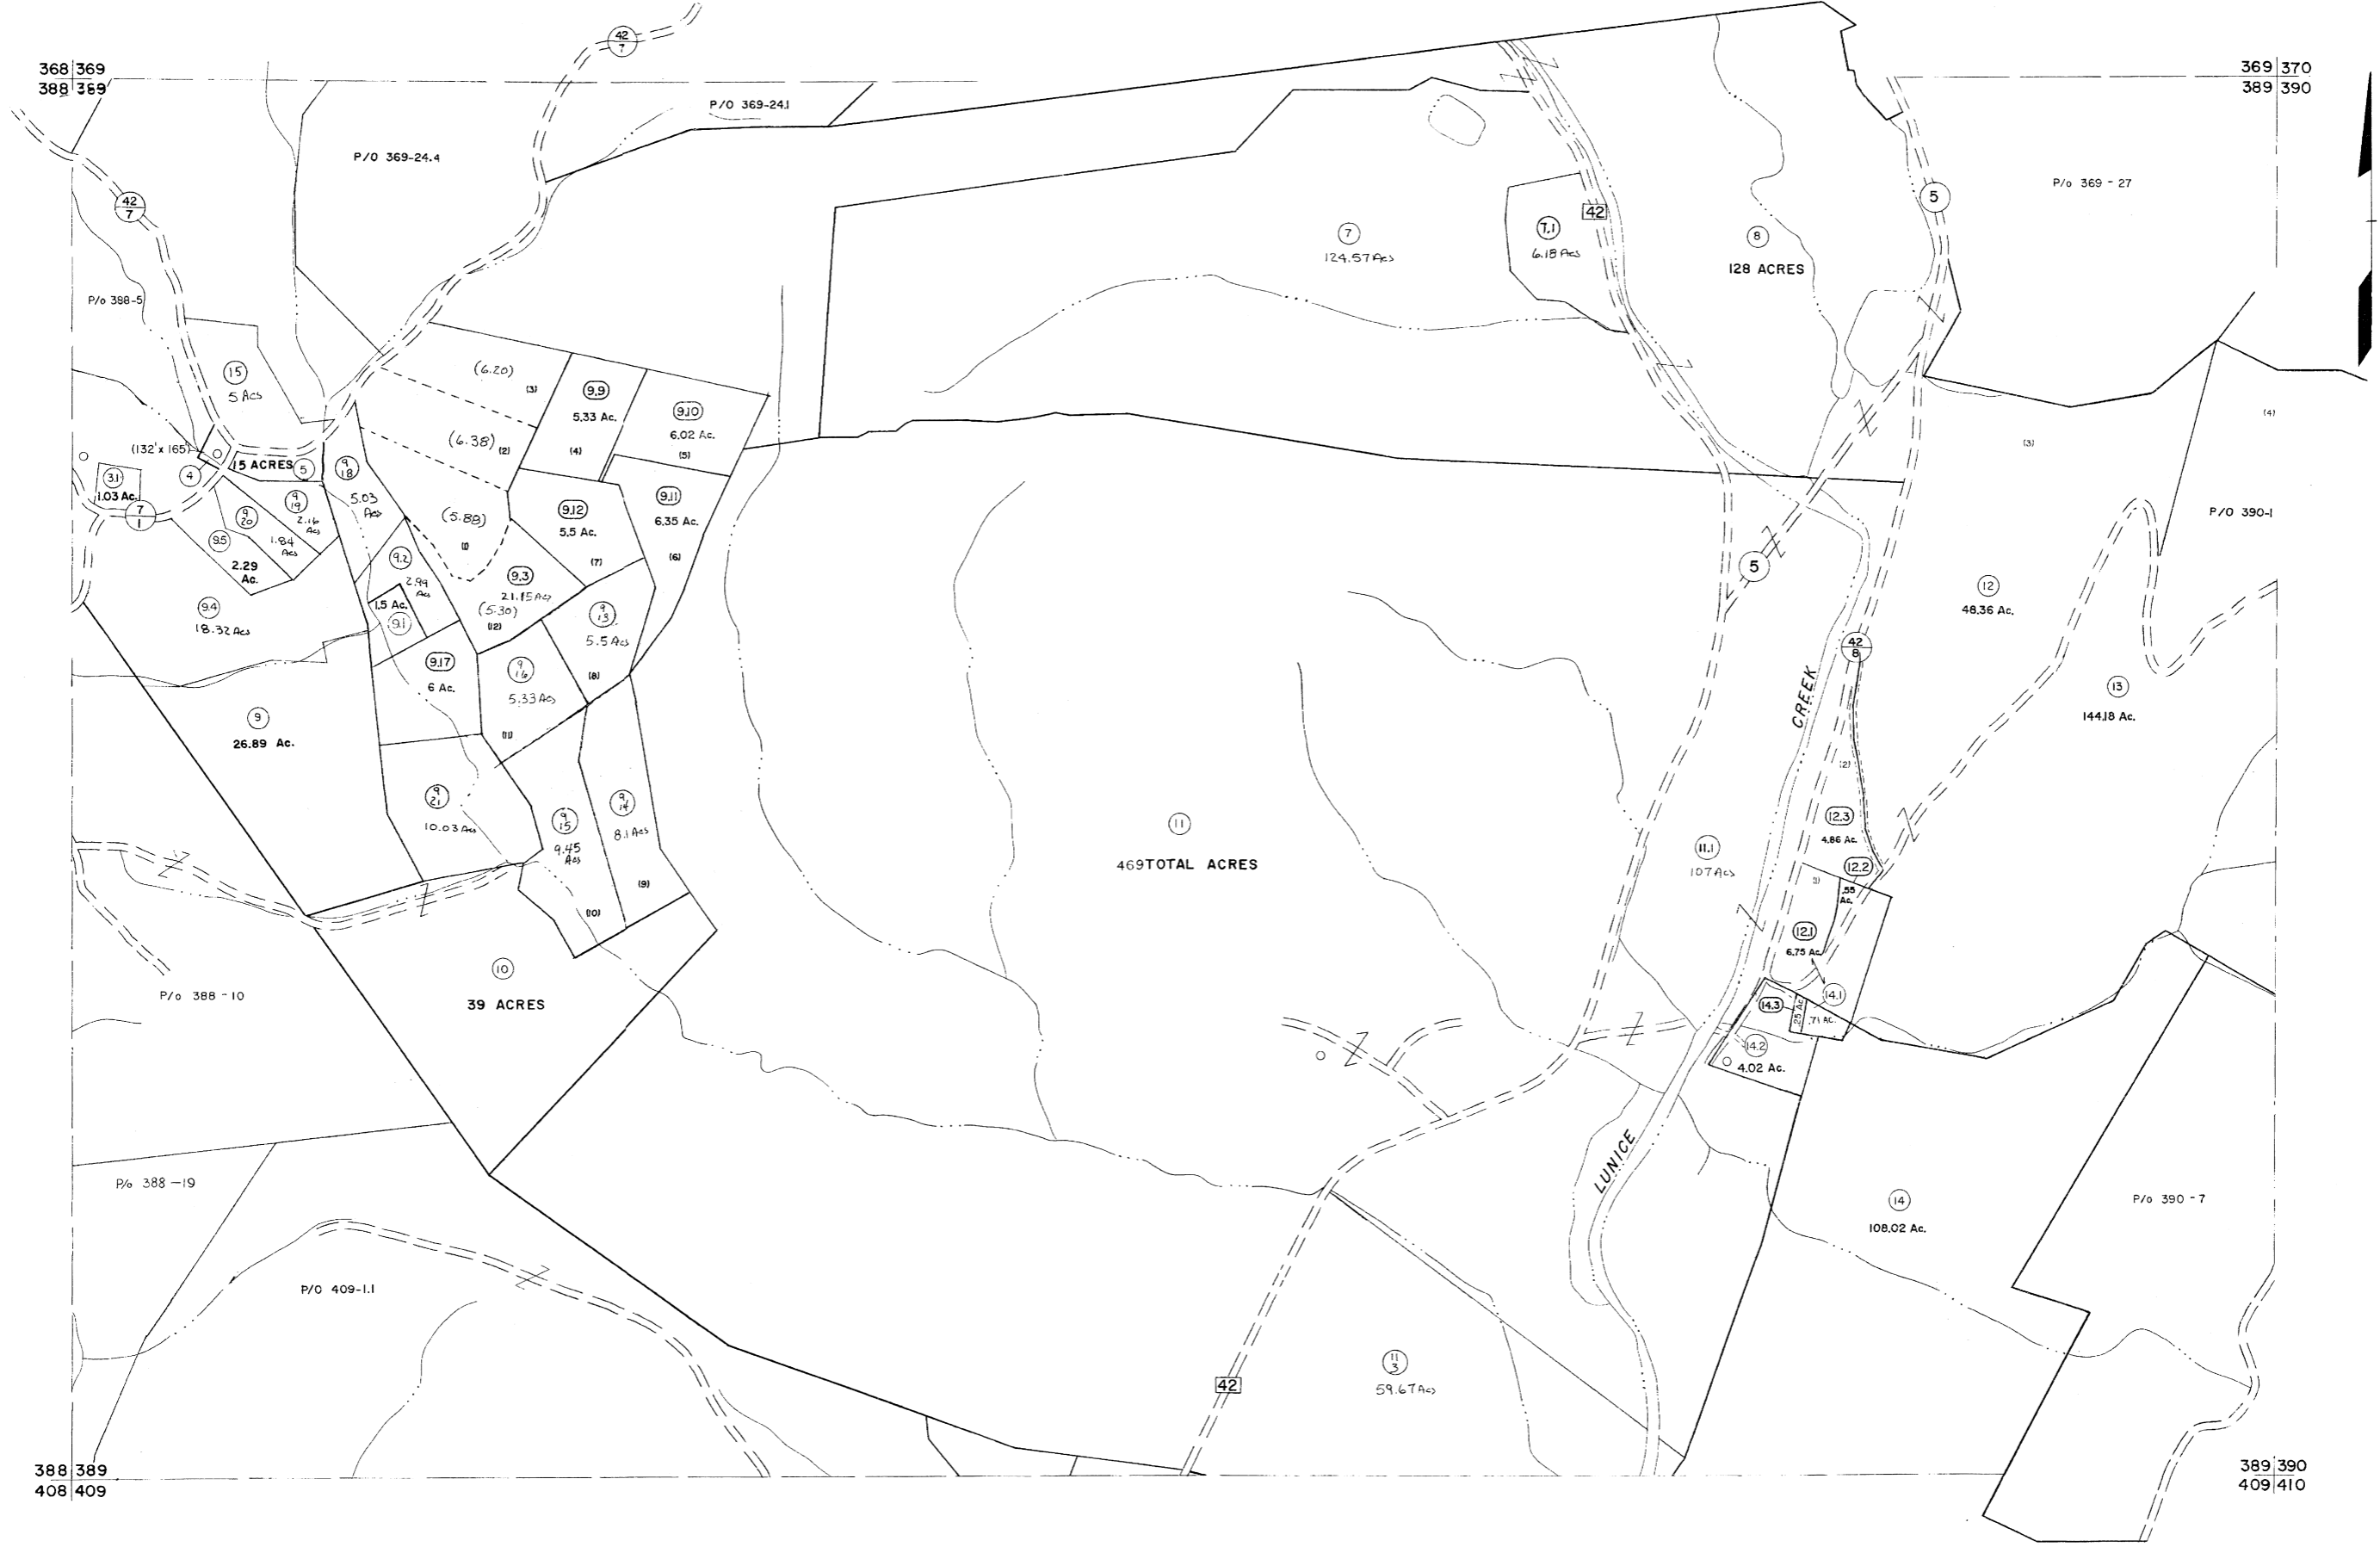 368 369
388 369
42
7
P/O 369-24.1
369 370
389 390
P/O 369-24.4
P/o 369 - 27
42
7
5
42
7
124.57 Acs
7.1
6.18 Acs
8
128 ACRES
P/o 388-5
15
5 Acs
(6.20)
(3)
9.9
5.33 Ac.
(4)
9.10
6.02 Ac.
(5)
(4)
(3)
(6.38)
(2)
(132' x 165')
4
15 ACRES
5
9
18
5.03
Acs
3.1
1.03 Ac.
7
1
9
19
2.16
Acs
9
20
1.84
Acs
9.5
2.29
Ac.
(5.88)
(1)
9.12
5.5 Ac.
(7)
9.11
6.35 Ac.
(6)
P/O 390-1
5
9.2
2.99
Acs
1.5 Ac.
9.1
9.3
21.15 Acs
(5.30)
(12)
9
13
5.5 Acs
(8)
12
48.36 Ac.
9.4
18.32 Acs
42
8
9.17
6 Ac.
9
16
5.33 Acs
(11)
CREEK
13
144.18 Ac.
9
26.89 Ac.
(2)
9
21
10.03 Acs
9
15
9.45
Acs
(10)
9
14
8.1 Acs
(9)
11
469 TOTAL ACRES
11.1
107 Acs
12.3
4.86 Ac.
12.2
.55
Ac.
(1)
12.1
6.75 Ac.
10
39 ACRES
P/o 388 - 10
14.3
.25 Ac.
14.1
.71 Ac.
14.2
4.02 Ac.
LUNICE
P/o 388 - 19
14
108.02 Ac.
P/o 390 - 7
P/O 409-1.1
11
3
59.67 Acs
42
388 389
408 409
389 390
409 410